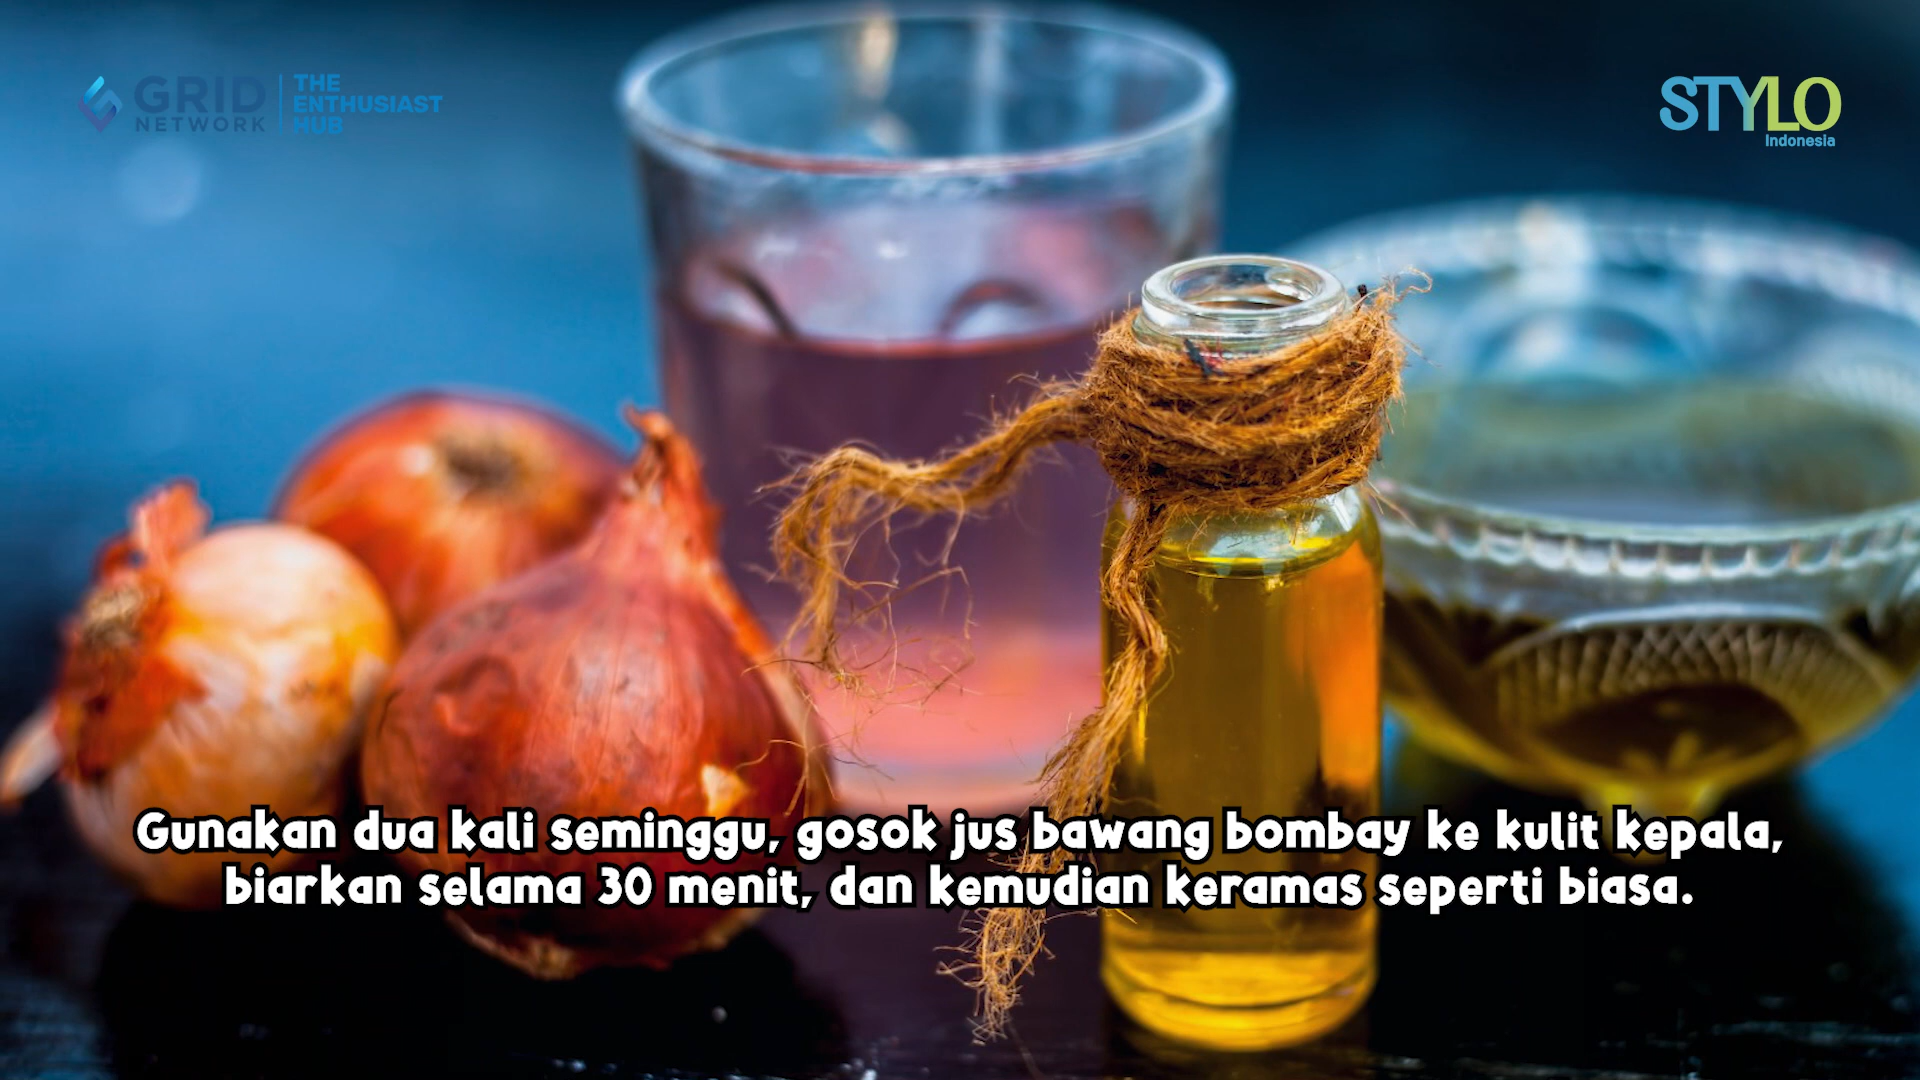 GRID
NETWORK
THE
ENTHUSIAST
HUB
STYLO
Indonesia
Gunakan dua kali seminggu, gosok jus bawang bombay ke kulit kepala,
biarkan selama 30 menit, dan kemudian keramas seperti biasa.